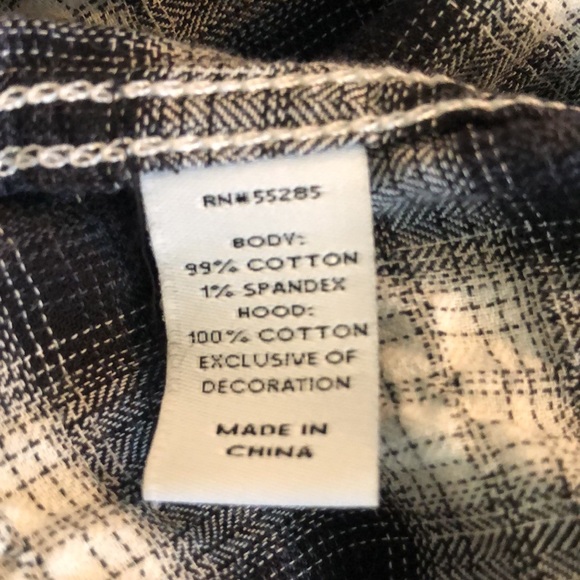 RN#55285
BODY:
99% COTTON
1% SPANDEX
HOOD:
100% COTTON
EXCLUSIVE OF
DECORATION
MADE IN
CHINA